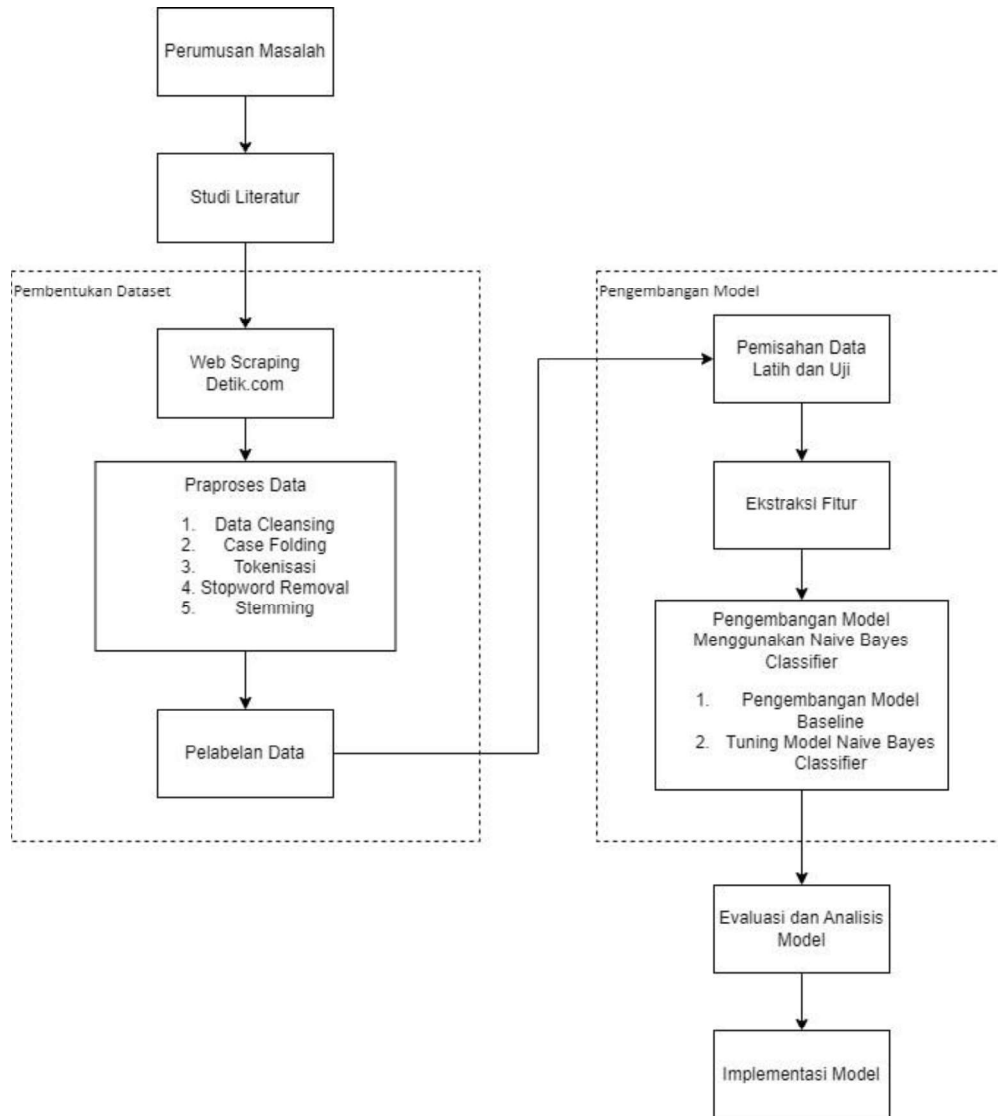 Perumusan Masalah
Studi Literatur
Pembentukan Dataset
Web Scraping
Detik.com
Praproses Data
1. Data Cleansing
2. Case Folding
3. Tokenisasi
4. Stopword Removal
5. Stemming
Pelabelan Data
Pengembangan Model
Pemisahan Data
Latih dan Uji
Ekstraksi Fitur
Pengembangan Model
Menggunakan Naive Bayes
Classifier
1. Pengembangan Model
Baseline
2. Tuning Model Naive Bayes
Classifier
Evaluasi dan Analisis
Model
Implementasi Model